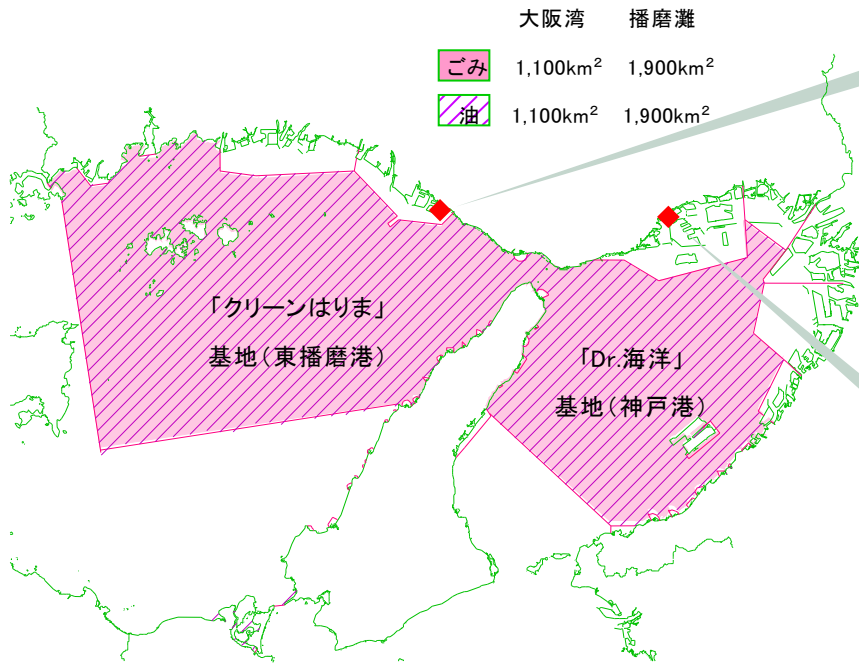 大阪湾 播磨灘
ごみ 1,100km² 1,900km²
油 1,100km² 1,900km²
「クリーンはりま」
基地(東播磨港)
「Dr.海洋」
基地(神戸港)